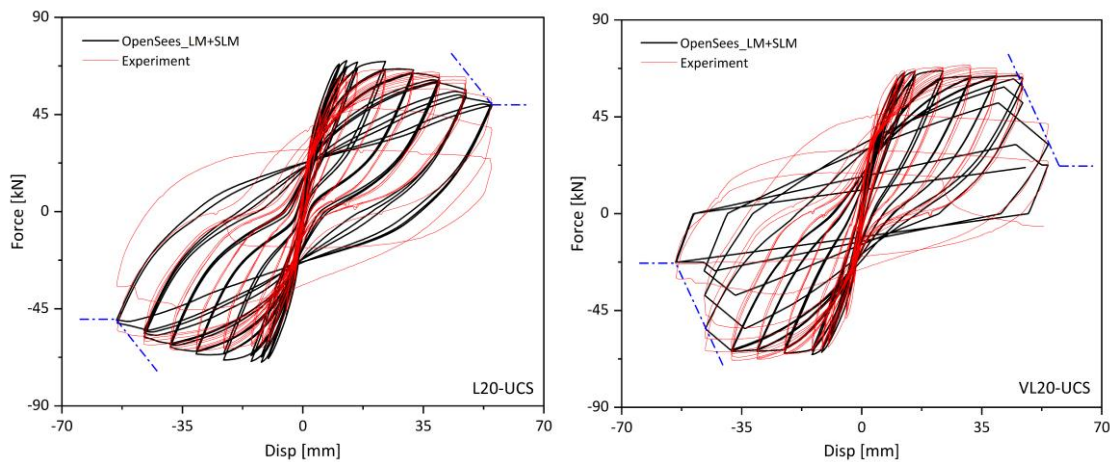 90
45
0
-45
-90
Force [kN]
OpenSees_LM+SLM
Experiment
L20-UCS
-70
-35
0
35
70
Disp [mm]
90
45
0
-45
-90
Force [kN]
OpenSees_LM+SLM
Experiment
VL20-UCS
-70
-35
0
35
70
Disp [mm]